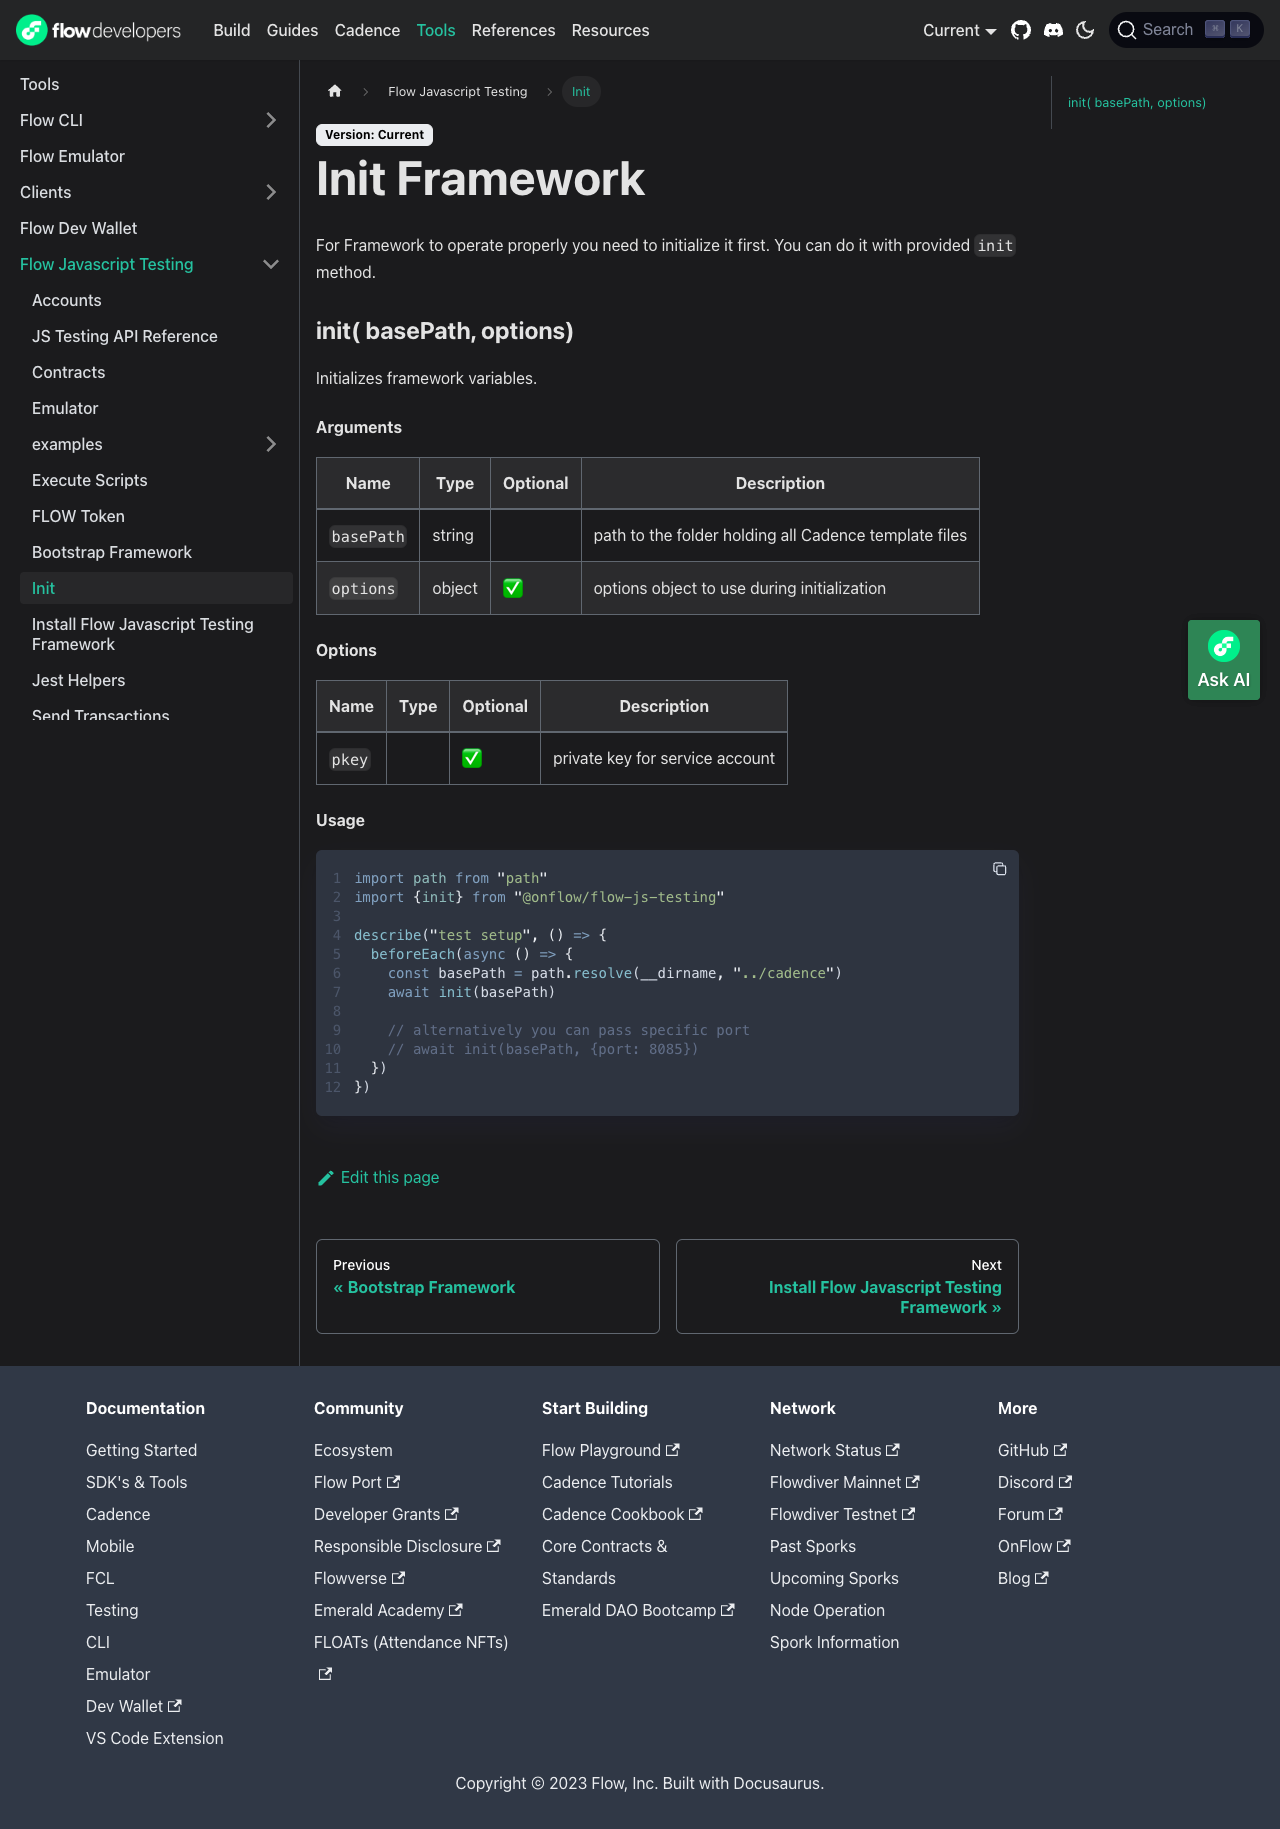 flowdevelopers
Build
Guides
Cadence
Tools
References
Resources
Current
Search
⌘ K
Tools
Flow CLI
Flow Emulator
Clients
Flow Dev Wallet
Flow Javascript Testing
Accounts
JS Testing API Reference
Contracts
Emulator
examples
Execute Scripts
FLOW Token
Bootstrap Framework
Init
Install Flow Javascript Testing
Framework
Jest Helpers
Send Transactions
Flow Javascript Testing
Init
Version: Current
Init Framework
For Framework to operate properly you need to initialize it first. You can do it with provided init
method.
init( basePath, options)
Initializes framework variables.
Arguments
Name Type Optional Description
basePath string path to the folder holding all Cadence template files
options object ✅ options object to use during initialization
Options
Name Type Optional Description
pkey ✅ private key for service account
Usage
1 import path from "path"
2 import {init} from "@onflow/flow-js-testing"
3
4 describe("test setup", () => {
5   beforeEach(async () => {
6     const basePath = path.resolve(__dirname, "../cadence")
7     await init(basePath)
8
9     // alternatively you can pass specific port
10     // await init(basePath, {port: 8085})
11   })
12 })
Edit this page
Previous
« Bootstrap Framework
Next
Install Flow Javascript Testing
Framework »
init( basePath, options)
Ask AI
Documentation
Getting Started
SDK's & Tools
Cadence
Mobile
FCL
Testing
CLI
Emulator
Dev Wallet
VS Code Extension
Community
Ecosystem
Flow Port
Developer Grants
Responsible Disclosure
Flowverse
Emerald Academy
FLOATs (Attendance NFTs)
Start Building
Flow Playground
Cadence Tutorials
Cadence Cookbook
Core Contracts &
Standards
Emerald DAO Bootcamp
Network
Network Status
Flowdiver Mainnet
Flowdiver Testnet
Past Sporks
Upcoming Sporks
Node Operation
Spork Information
More
GitHub
Discord
Forum
OnFlow
Blog
Copyright © 2023 Flow, Inc. Built with Docusaurus.